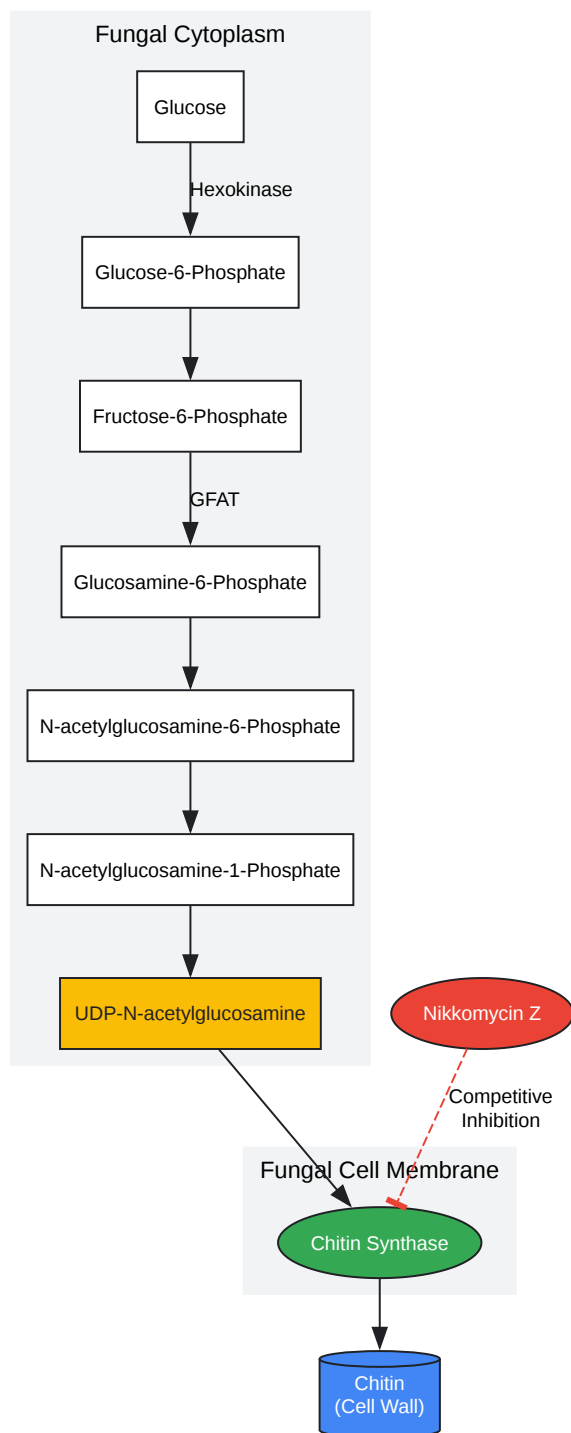 Fungal Cytoplasm
Glucose
Hexokinase
Glucose-6-Phosphate
Fructose-6-Phosphate
GFAT
Glucosamine-6-Phosphate
N-acetylglucosamine-6-Phosphate
N-acetylglucosamine-1-Phosphate
UDP-N-acetylglucosamine
Nikkomycin Z
Competitive
Inhibition
Fungal Cell Membrane
Chitin Synthase
Chitin
(Cell Wall)